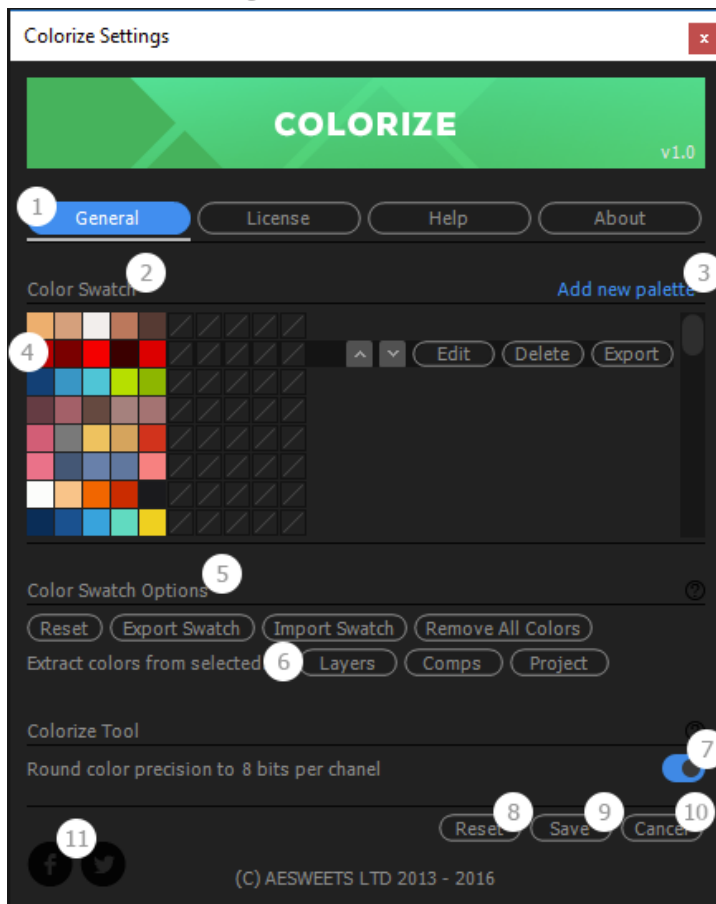 Colorize Settings
x
COLORIZE
v1.0
1
General
License
Help
About
2
3
Color Swatch
Add new palette
4
Edit
Delete
Export
5
Color Swatch Options
?
Reset
Export Swatch
Import Swatch
Remove All Colors
Extract colors from selected
6
Layers
Comps
Project
Colorize Tool
?
7
Round color precision to 8 bits per chanel
8
9
10
Reset
Save
Cancel
11
f
(C) AESWEETS LTD 2013 - 2016